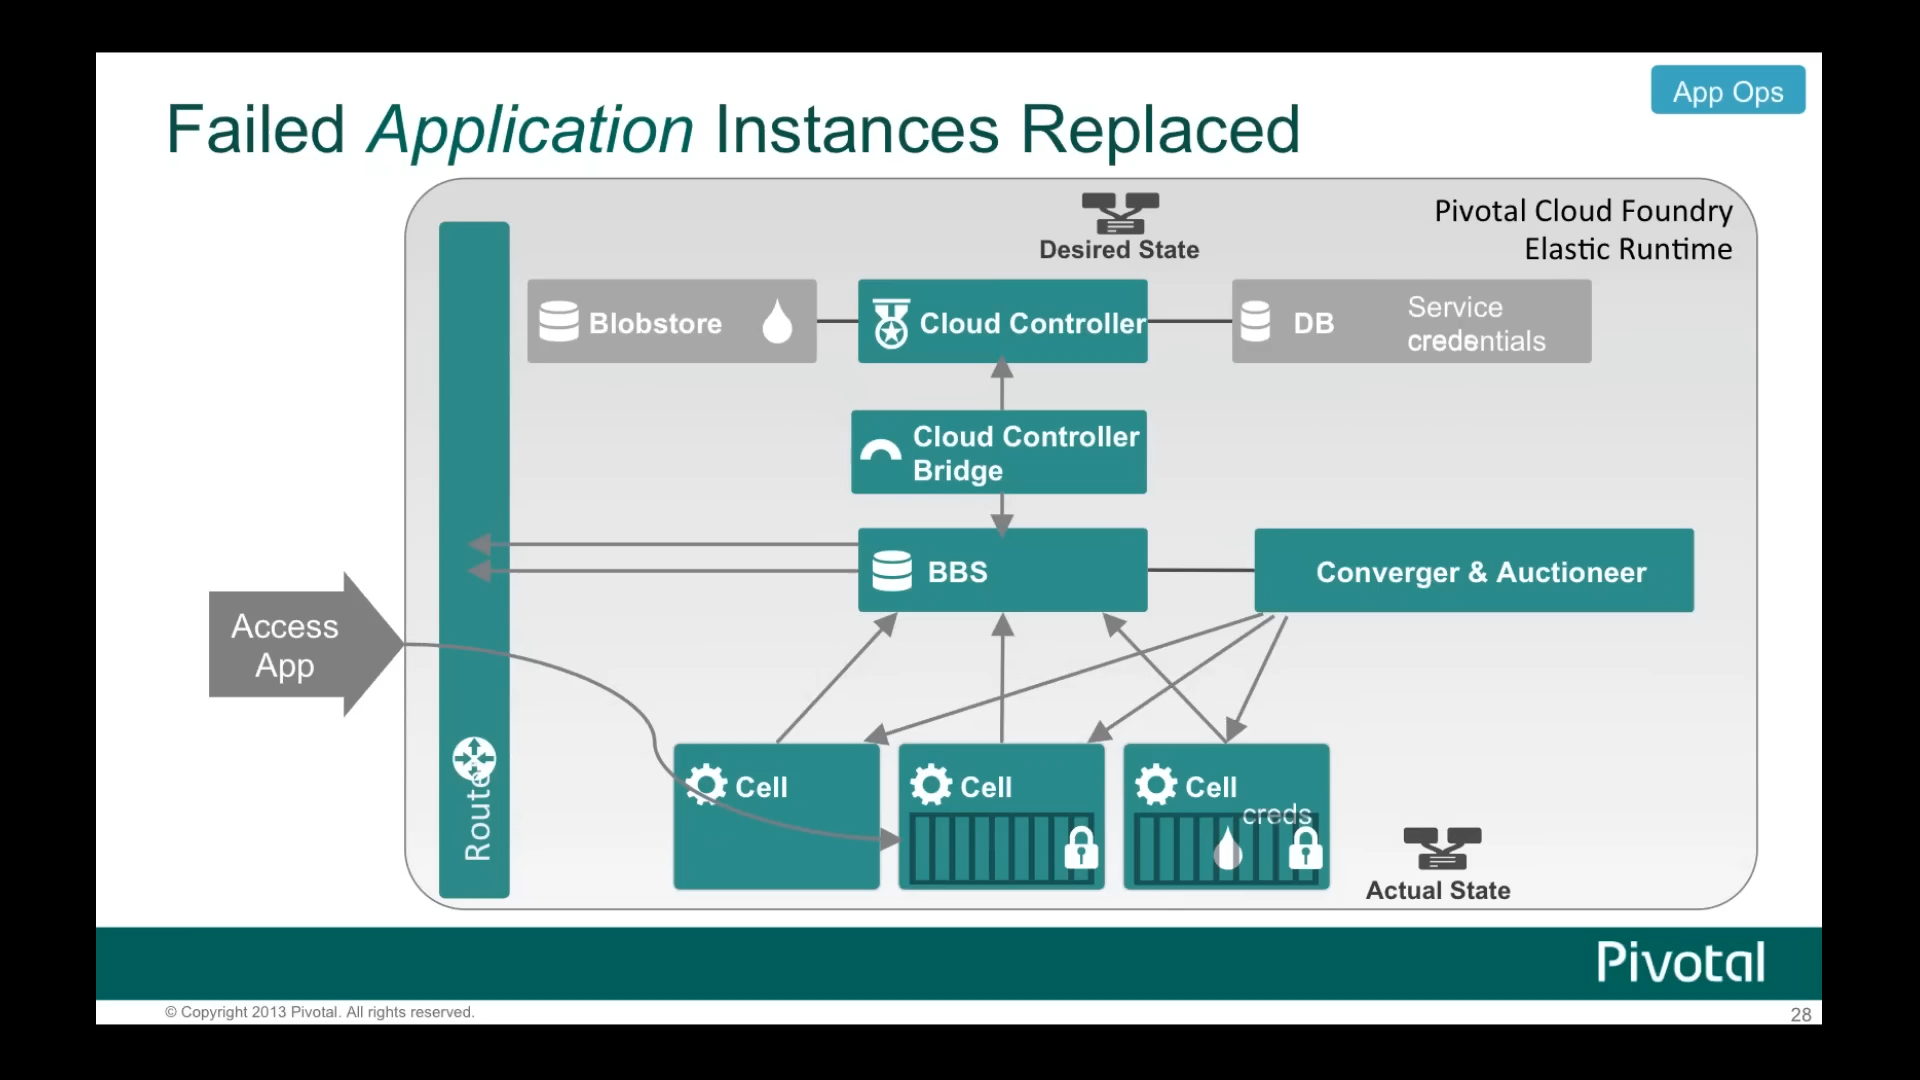 App Ops
Failed Application Instances Replaced
Pivotal Cloud Foundry
Elastic Runtime
Desired State
Blobstore
Cloud Controller
DB
Service
credentials
creds
Cloud Controller
Bridge
BBS
Converger & Auctioneer
Access
App
Router
Cell
Cell
Cell
creds
Actual State
Pivotal
© Copyright 2013 Pivotal. All rights reserved.
28